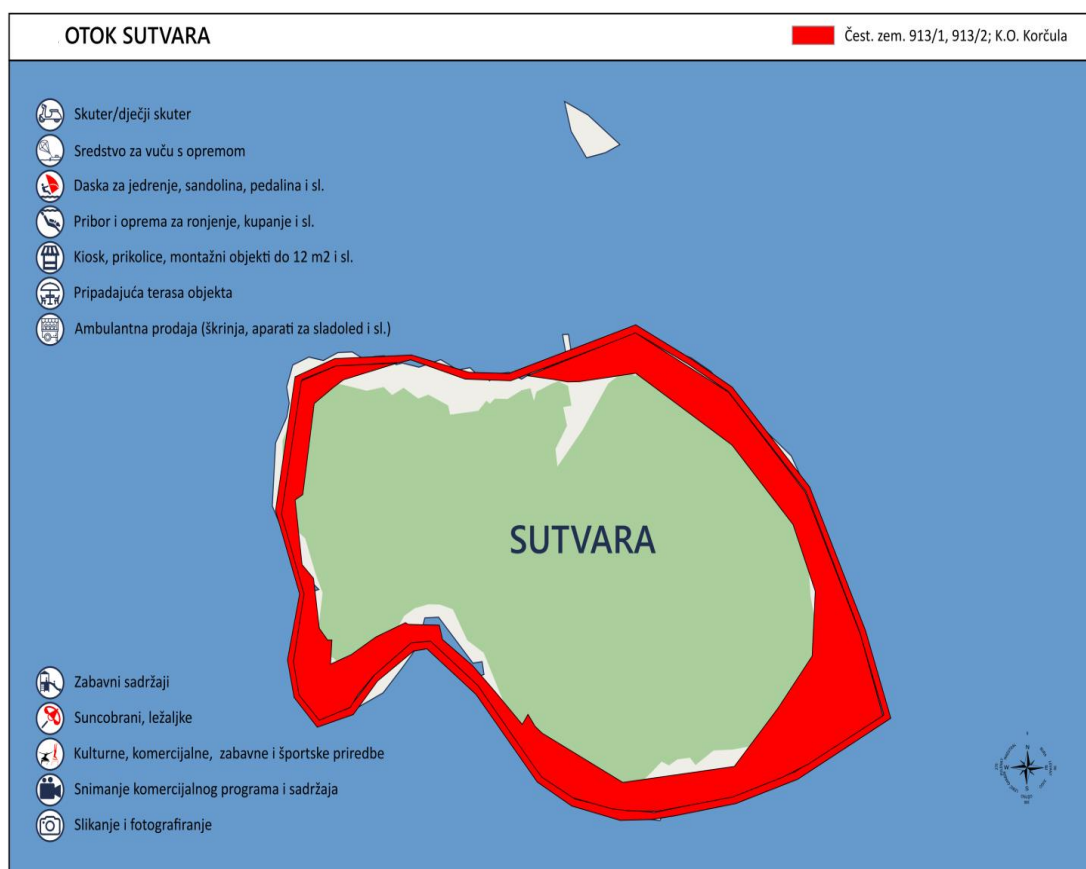 OTOK SUTVARA
Čest. zem. 913/1, 913/2; K.O. Korčula
Skuter/dječji skuter
Sredstvo za vuču s opremom
Daska za jedrenje, sandolina, pedalina i sl.
Pribor i oprema za ronjenje, kupanje i sl.
Kiosk, prikolice, montažni objekti do 12 m2 i sl.
Pripadajuća terasa objekta
Ambulantna prodaja (škrinja, aparati za sladoled i sl.)
SUTVARA
Zabavni sadržaji
Suncobrani, ležaljke
Kulturne, komercijalne, zabavne i športske priredbe
Snimanje komercijalnog programa i sadržaja
Slikanje i fotografiranje
N
W E
S